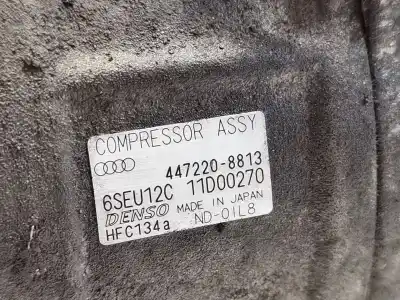 COMPRESSOR ASSY
447220-8813
6SEU12C 11D00270
DENSO MADE IN JAPAN
HFC134a ND-OIL8